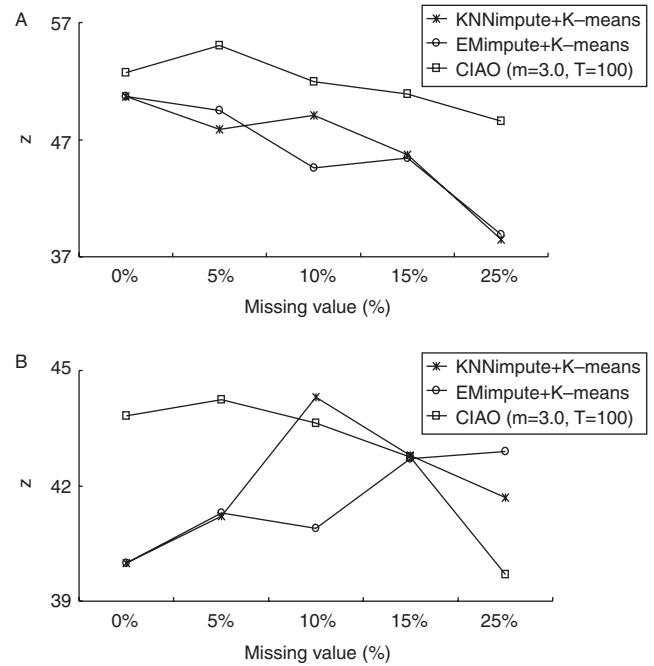 A
57
47
37
z
KNNimpute+K–means
EMimpute+K–means
CIAO (m=3.0, T=100)
0% 5% 10% 15% 25%
Missing value (%)
B
45
42
39
z
KNNimpute+K–means
EMimpute+K–means
CIAO (m=3.0, T=100)
0% 5% 10% 15% 25%
Missing value (%)